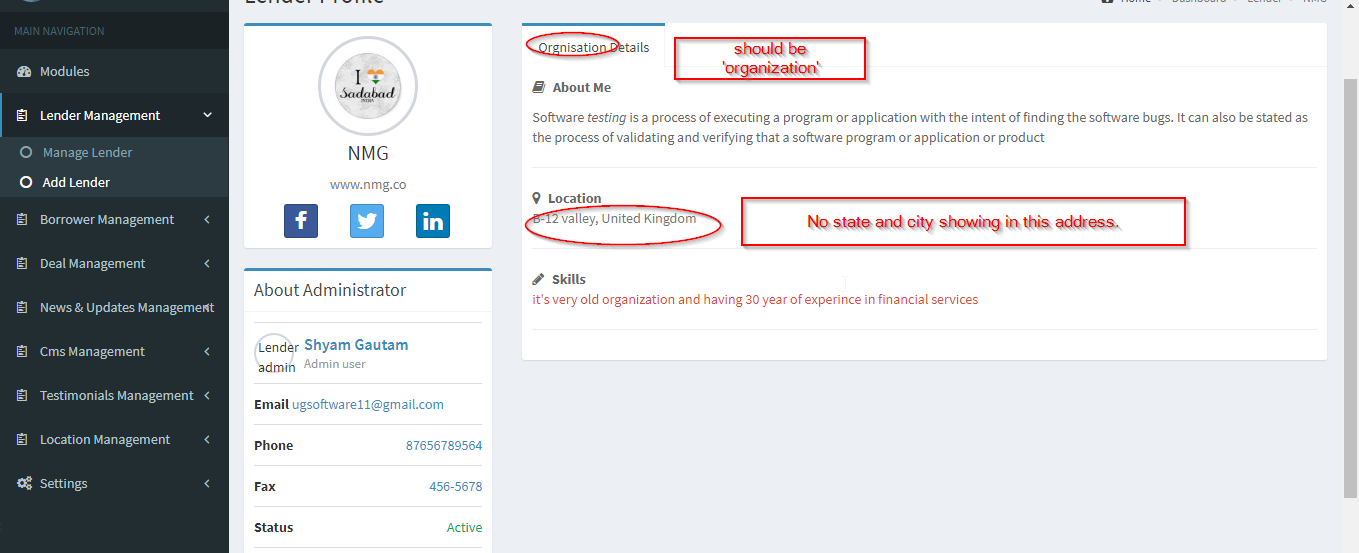 Lender Profile
Home
Dashboard
Lender
NMG
MAIN NAVIGATION
Modules
Lender Management
Manage Lender
Add Lender
Borrower Management
Deal Management
News & Updates Management
Cms Management
Testimonials Management
Location Management
Settings
I
Sadabad
INDIA
NMG
www.nmg.co
f
in
About Administrator
Lender
admin
Shyam Gautam
Admin user
Email ugsoftware11@gmail.com
Phone 87656789564
Fax 456-5678
Status Active
Orgnisation Details
should be
'organization'
About Me
Software testing is a process of executing a program or application with the intent of finding the software bugs. It can also be stated as
the process of validating and verifying that a software program or application or product
Location
B-12 valley, United Kingdom
No state and city showing in this address.
Skills
it's very old organization and having 30 year of experince in financial services